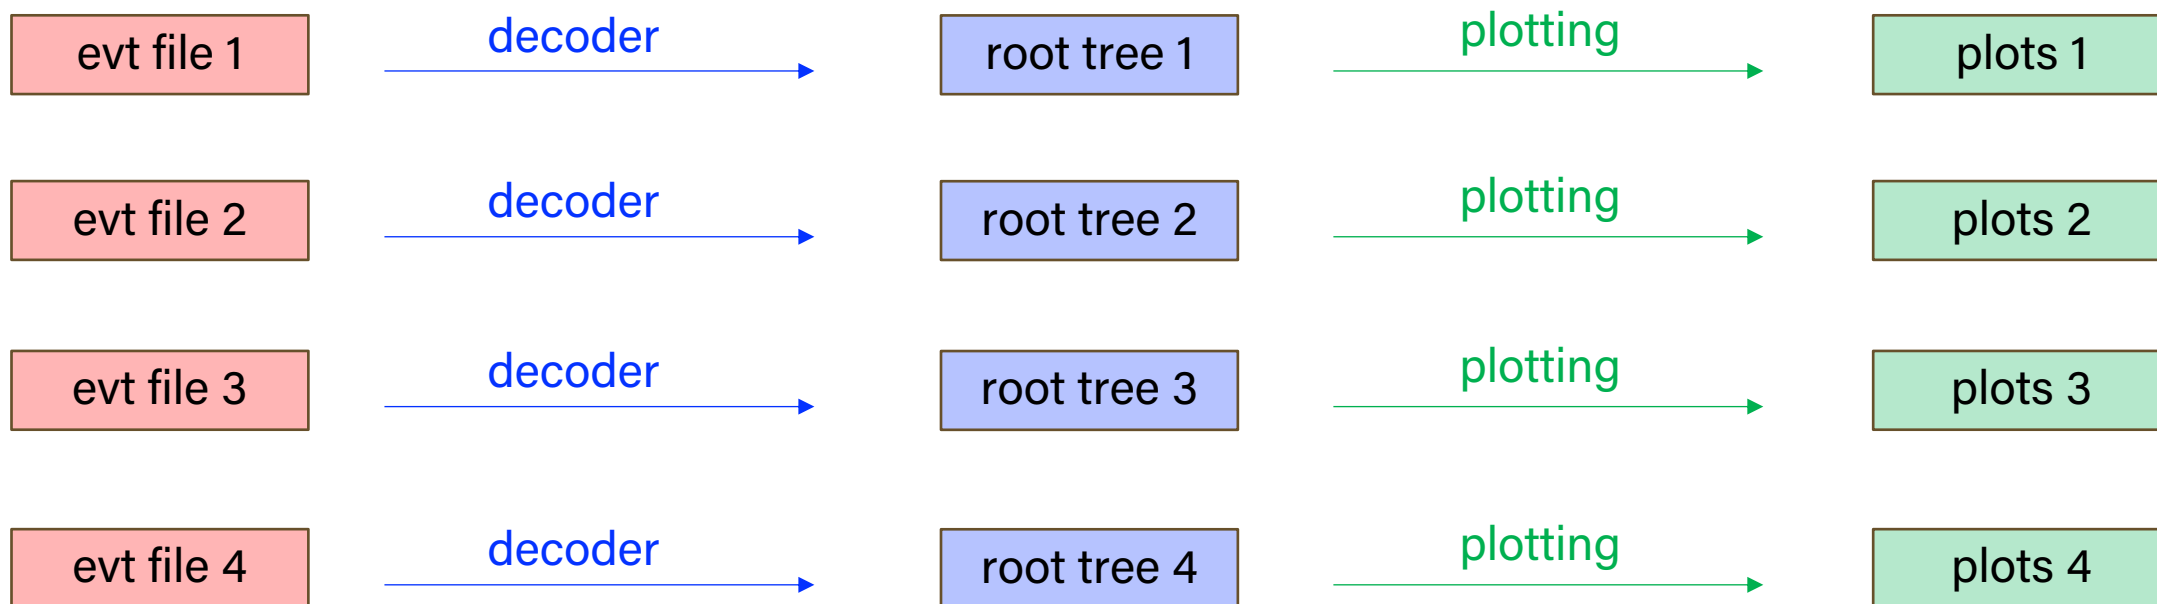 evt file 1
decoder
root tree 1
plotting
plots 1
evt file 2
decoder
root tree 2
plotting
plots 2
evt file 3
decoder
root tree 3
plotting
plots 3
evt file 4
decoder
root tree 4
plotting
plots 4